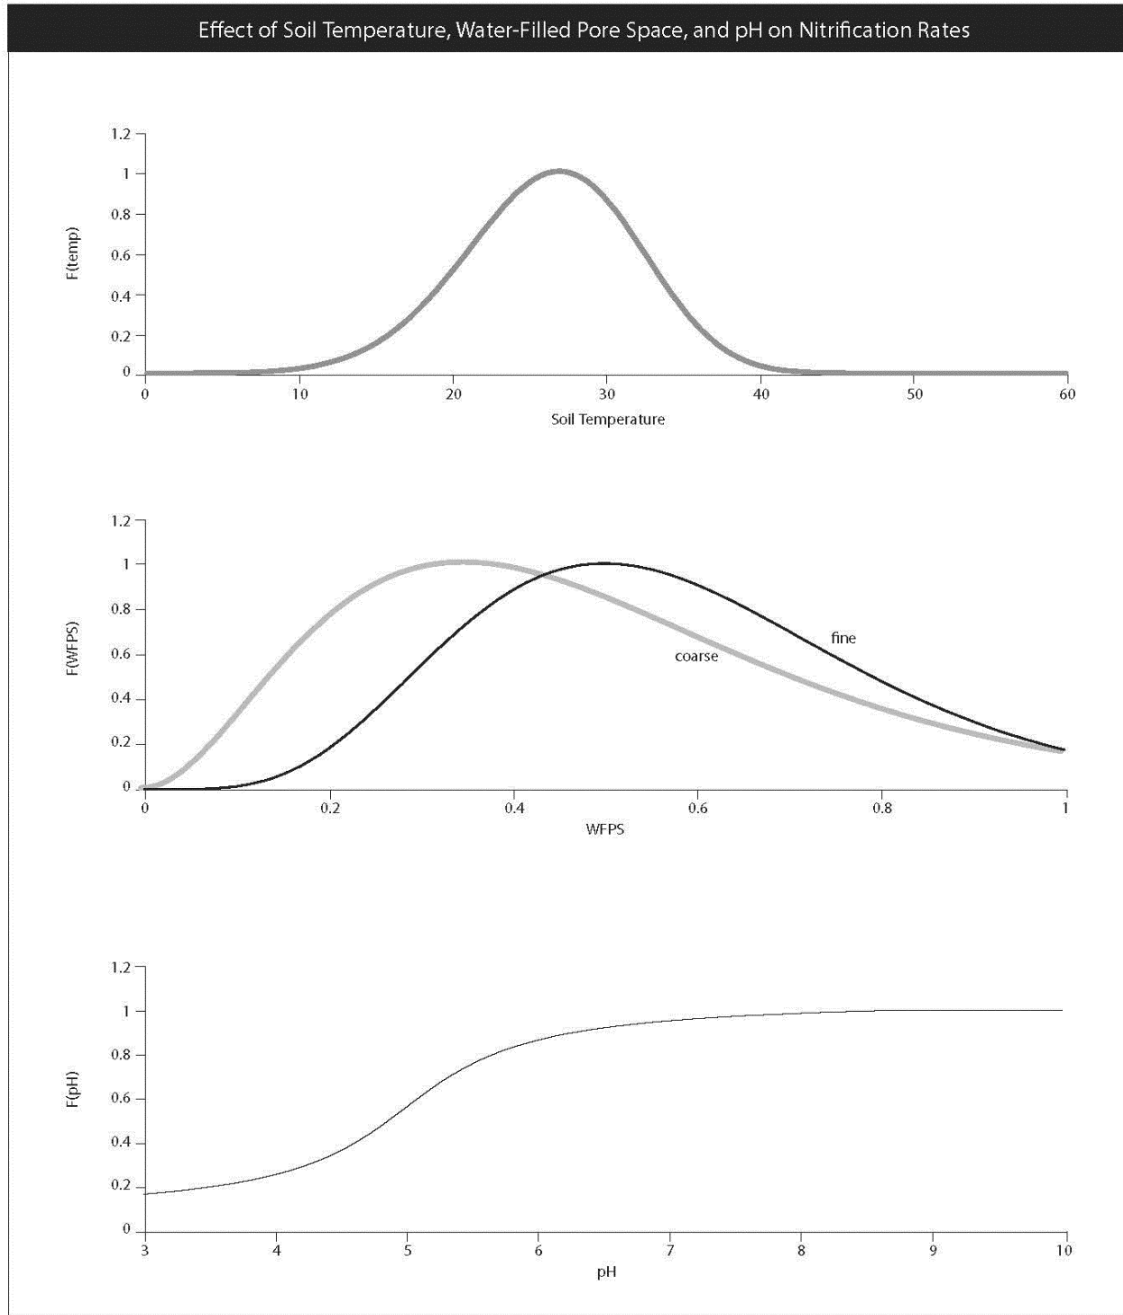 Effect of Soil Temperature, Water-Filled Pore Space, and pH on Nitrification Rates
1.2
1
0.8
0.6
0.4
0.2
0
F(temp)
0 10 20 30 40 50 60
Soil Temperature
1.2
1
0.8
0.6
0.4
0.2
0
F(WFPS)
fine
coarse
0 0.2 0.4 0.6 0.8 1
WFPS
1.2
1
0.8
0.6
0.4
0.2
0
F(pH)
3 4 5 6 7 8 9 10
pH